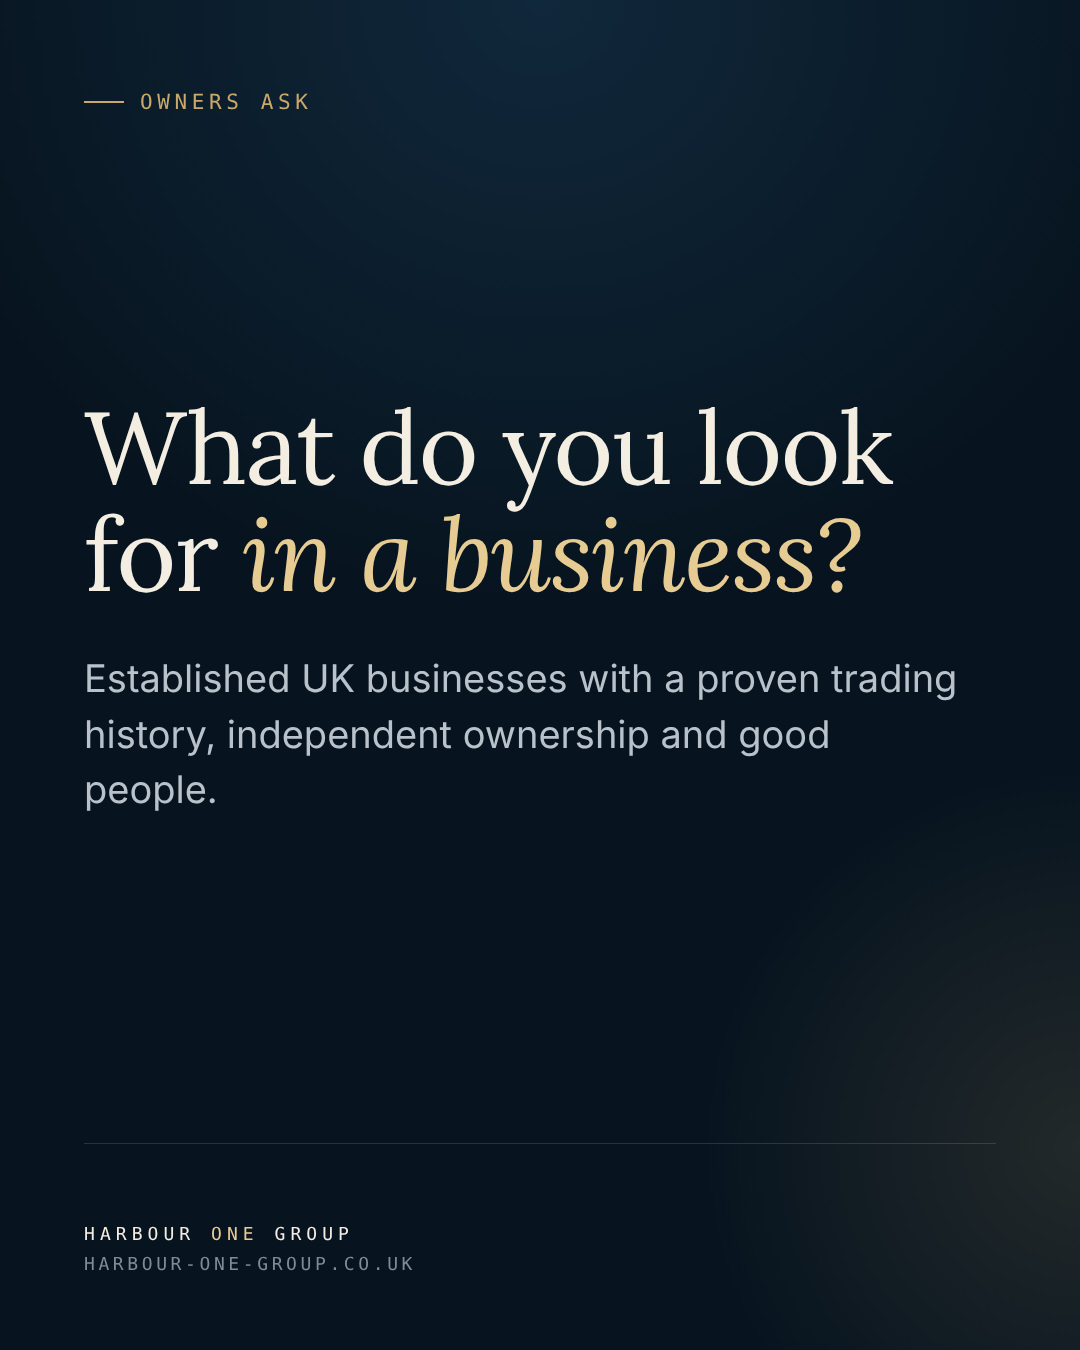 OWNERS ASK
What do you look
for in a business?
Established UK businesses with a proven trading
history, independent ownership and good
people.
HARBOUR ONE GROUP
HARBOUR-ONE-GROUP.CO.UK